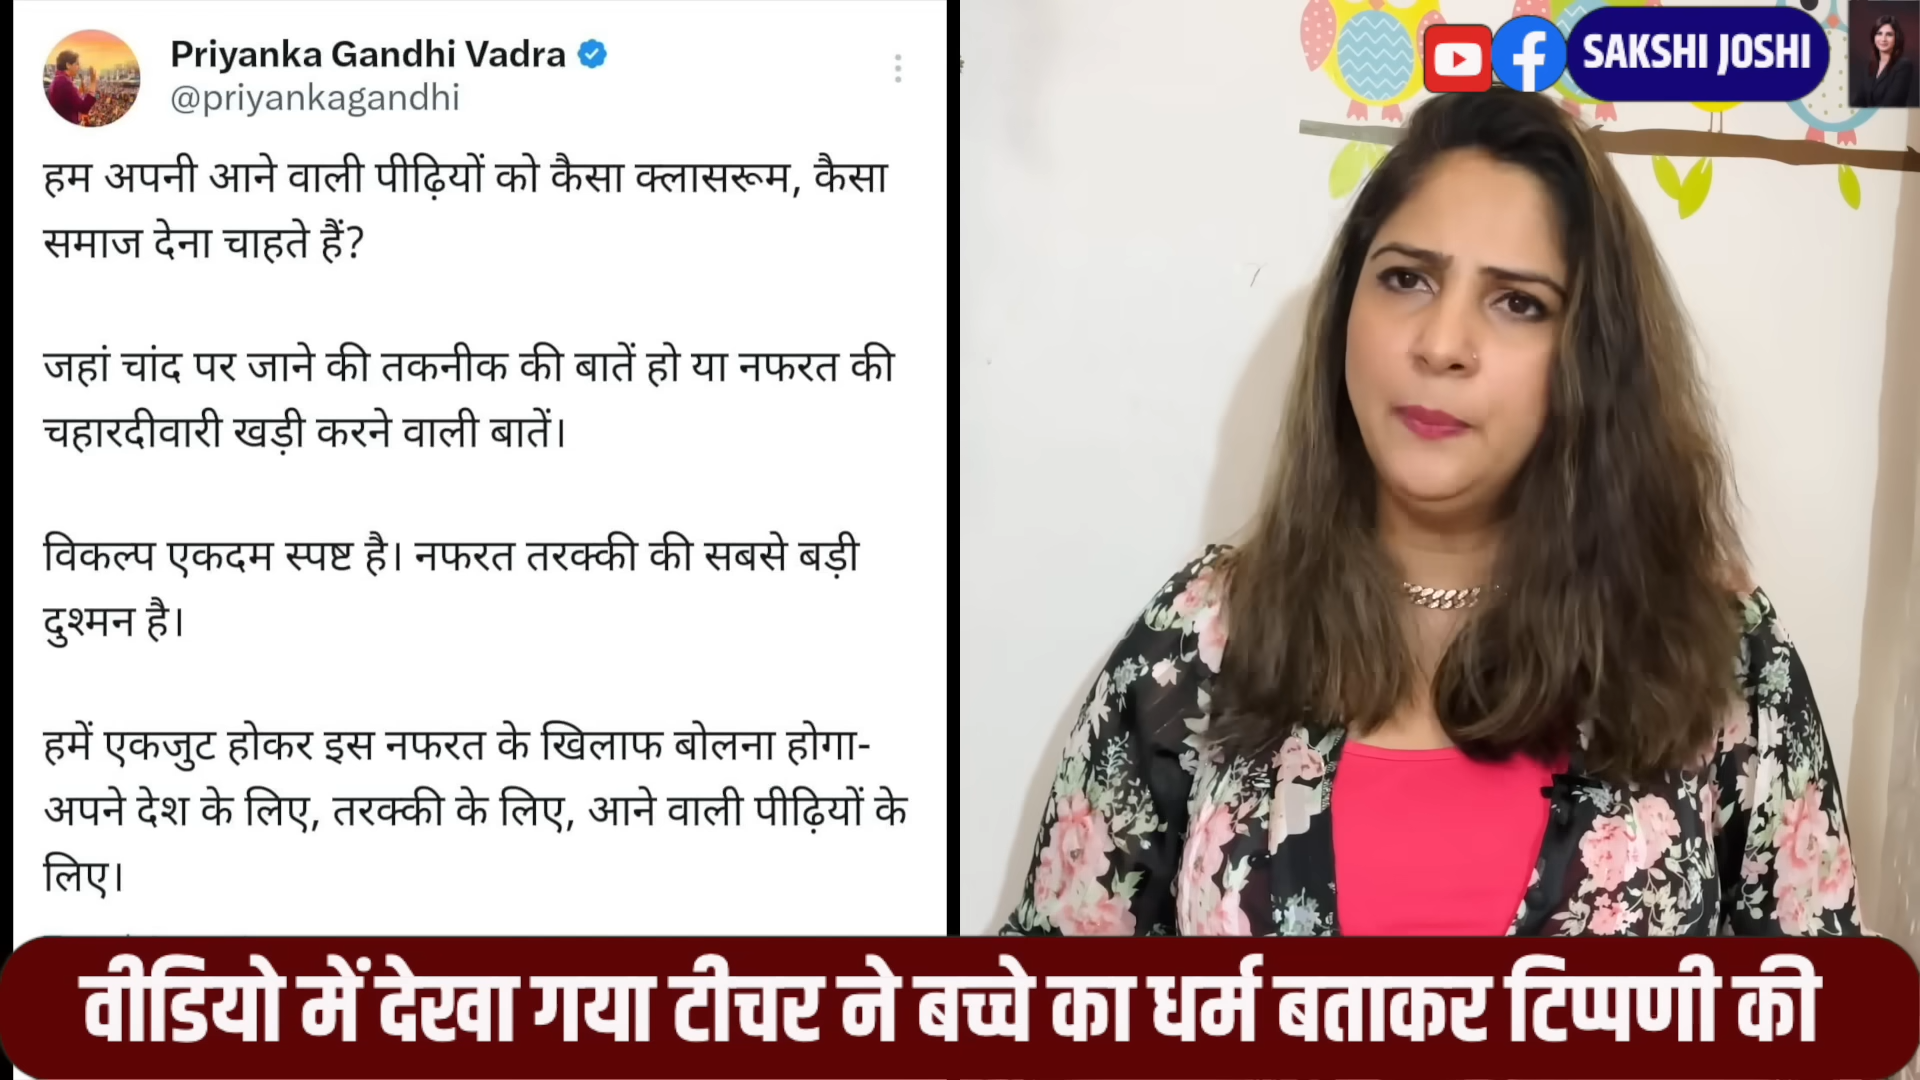 Priyanka Gandhi Vadra
@priyankagandhi
हम अपनी आने वाली पीढ़ियों को कैसा क्लासरूम, कैसा
समाज देना चाहते हैं?
जहां चांद पर जाने की तकनीक की बातें हो या नफरत की
चहारदीवारी खड़ी करने वाली बातें।
विकल्प एकदम स्पष्ट है। नफरत तरक्की की सबसे बड़ी
दुश्मन है।
हमें एकजुट होकर इस नफरत के खिलाफ बोलना होगा-
अपने देश के लिए, तरक्की के लिए, आने वाली पीढ़ियों के
लिए।
SAKSHI JOSHI
वीडियो में देखा गया टीचर ने बच्चे का धर्म बताकर टिप्पणी की